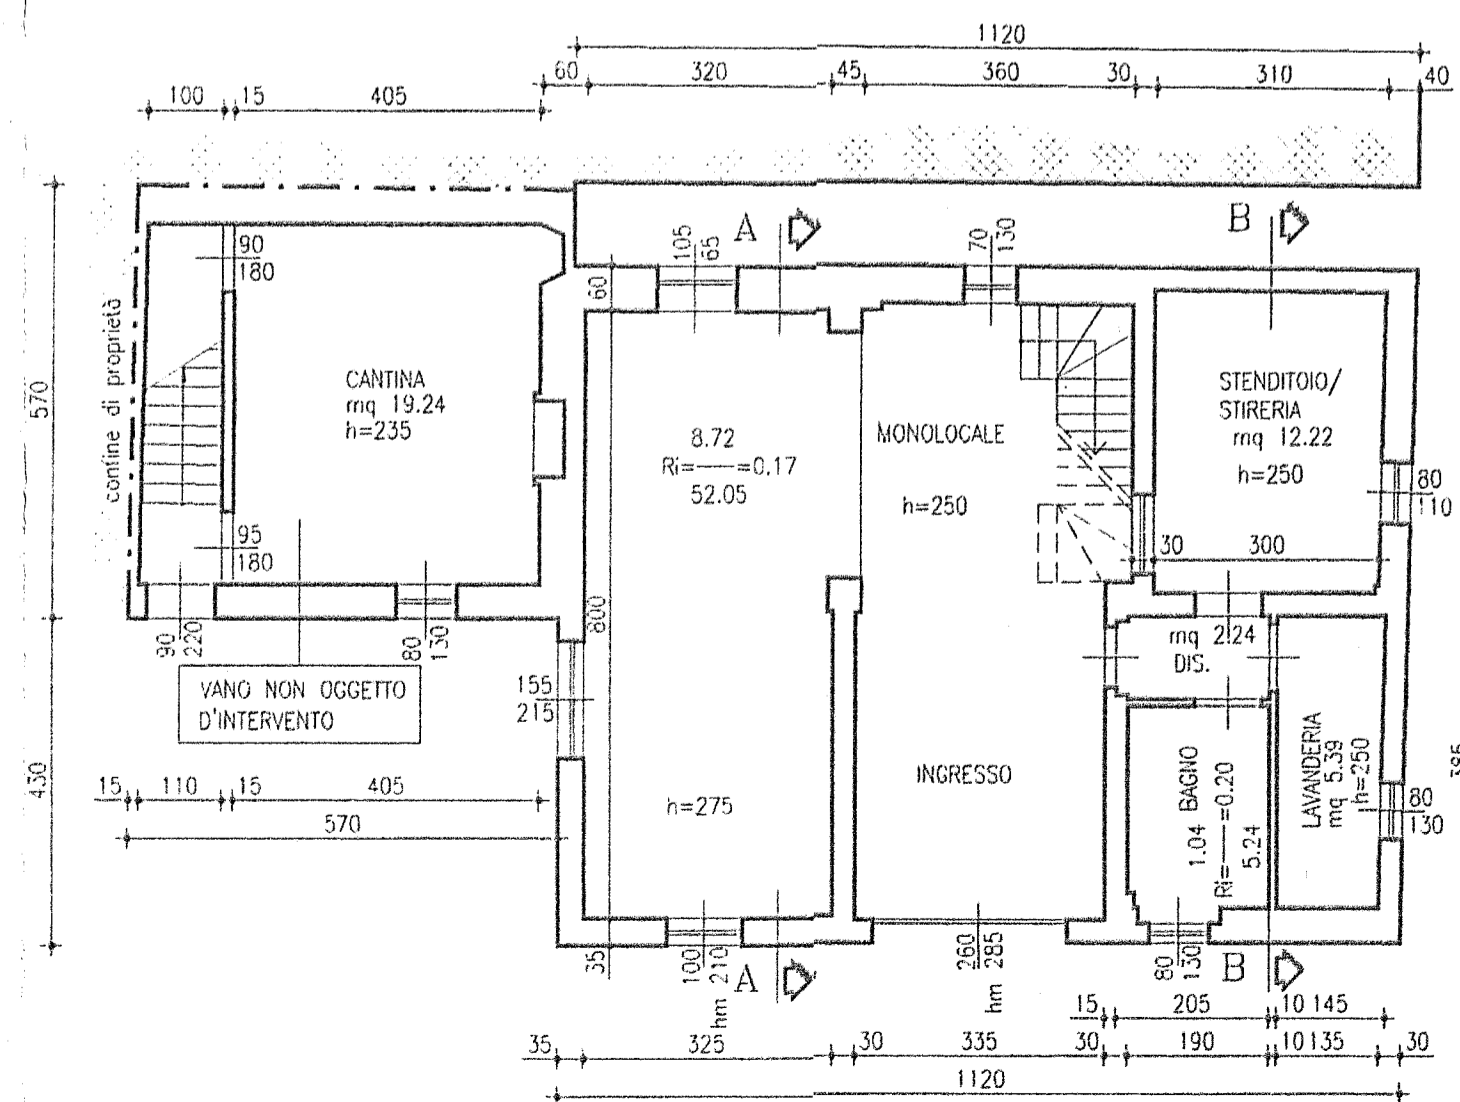 1120
60 320 45 360 30 310 40
100 15 405
A
B
105
65
70
130
90
180
60
confine di proprietà
570
CANTINA
mq 19.24
h=235
8.72
Ri=——=0.17
52.05
MONOLOCALE
h=250
STENDITOIO/
STIRERIA
mq 12.22
h=250
80
110
95
180
30 300
800
90
220
80
130
mq 2.24
DIS.
VANO NON OGGETTO
D'INTERVENTO
155
215
430
15 110 15 405
570
h=275
INGRESSO
BAGNO
1.04
Ri=——=0.20
5.24
LAVANDERIA
mq 5.39
h=250
80
130
385
35
100
210
hm
A
260
285
hm
80
130
B
15 205 10 145
35 325 30 335 30 190 10 135 30
1120